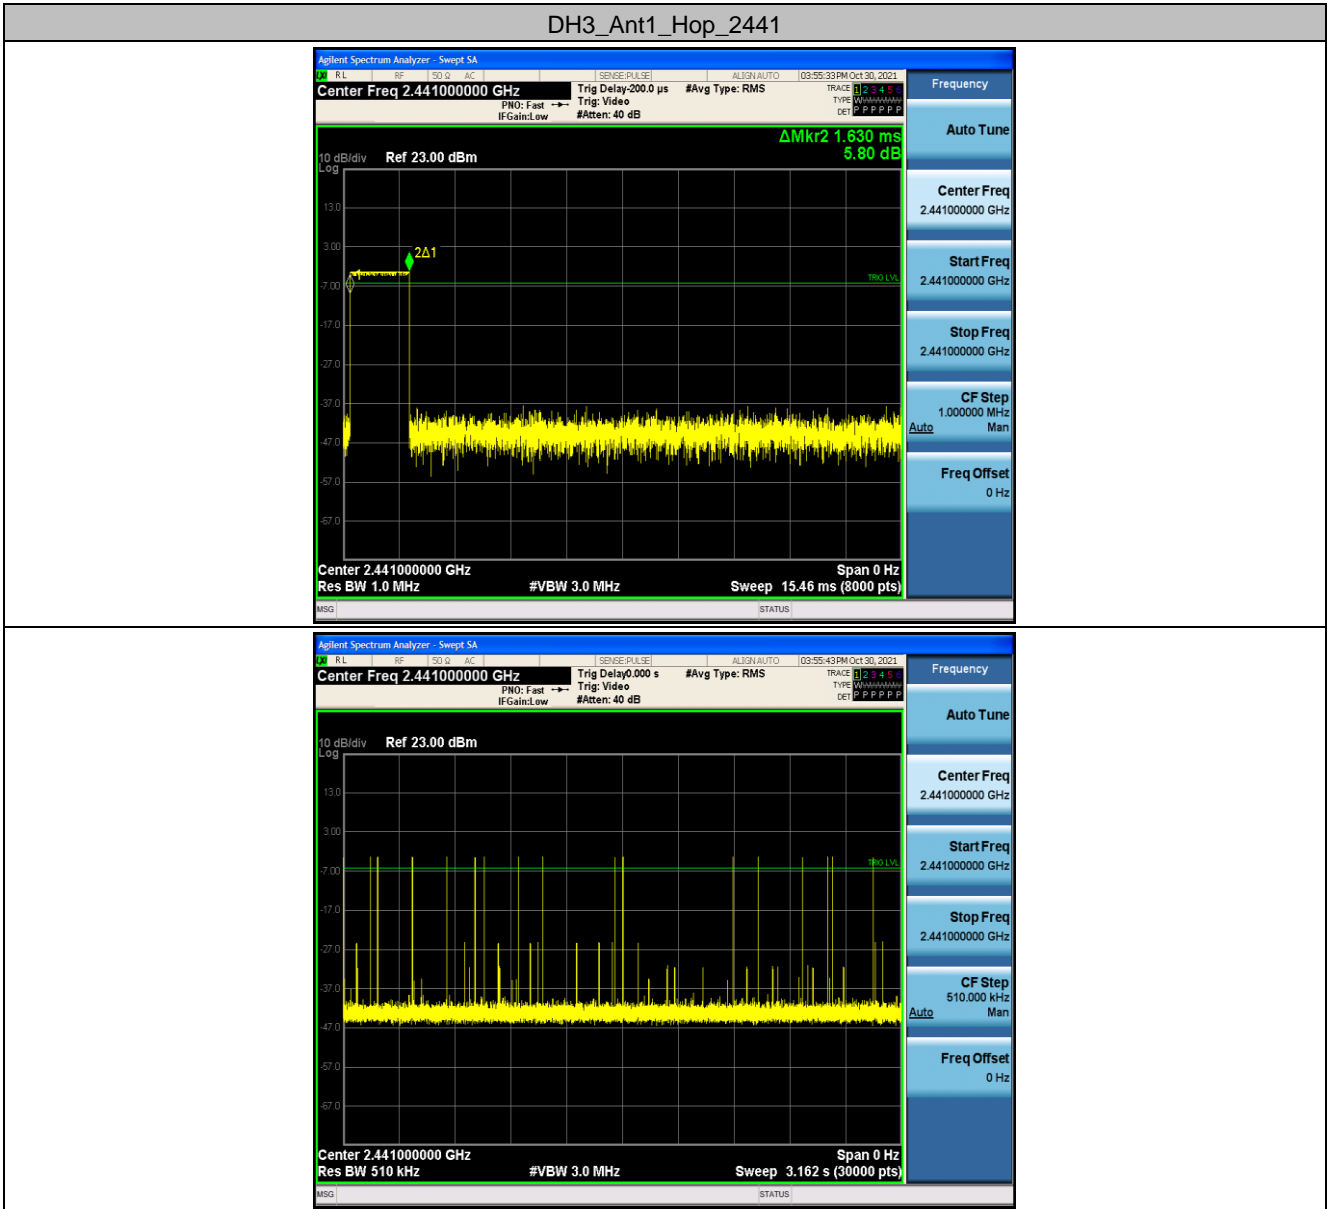 DH3_Ant1_Hop_2441
Agilent Spectrum Analyzer - Swept SA
RL RF 50 Ω AC SENSE:PULSE ALIGN AUTO 03:55:33 PM Oct 30, 2021
Center Freq 2.441000000 GHz
PNO: Fast
IFGain:Low
Trig Delay-200.0 µs
Trig: Video
#Atten: 40 dB
#Avg Type: RMS
TRACE 1 2 3 4 5 6
TYPE W
DET P P P P P P
ΔMkr2 1.630 ms
5.80 dB
10 dB/div Ref 23.00 dBm
Log
13.0
3.00
2Δ1
TRIG LVL
-7.00
-17.0
-27.0
-37.0
-47.0
-57.0
-67.0
Center 2.441000000 GHz Span 0 Hz
Res BW 1.0 MHz #VBW 3.0 MHz Sweep 15.46 ms (8000 pts)
MSG STATUS
Frequency
Auto Tune
Center Freq
2.441000000 GHz
Start Freq
2.441000000 GHz
Stop Freq
2.441000000 GHz
CF Step
1.000000 MHz
Auto Man
Freq Offset
0 Hz
Agilent Spectrum Analyzer - Swept SA
RL RF 50 Ω AC SENSE:PULSE ALIGN AUTO 03:55:43 PM Oct 30, 2021
Center Freq 2.441000000 GHz
PNO: Fast
IFGain:Low
Trig Delay0.000 s
Trig: Video
#Atten: 40 dB
#Avg Type: RMS
TRACE 1 2 3 4 5 6
TYPE W
DET P P P P P P
10 dB/div Ref 23.00 dBm
Log
13.0
3.00
TRIG LVL
-7.00
-17.0
-27.0
-37.0
-47.0
-57.0
-67.0
Center 2.441000000 GHz Span 0 Hz
Res BW 510 kHz #VBW 3.0 MHz Sweep 3.162 s (30000 pts)
MSG STATUS
Frequency
Auto Tune
Center Freq
2.441000000 GHz
Start Freq
2.441000000 GHz
Stop Freq
2.441000000 GHz
CF Step
510.000 kHz
Auto Man
Freq Offset
0 Hz